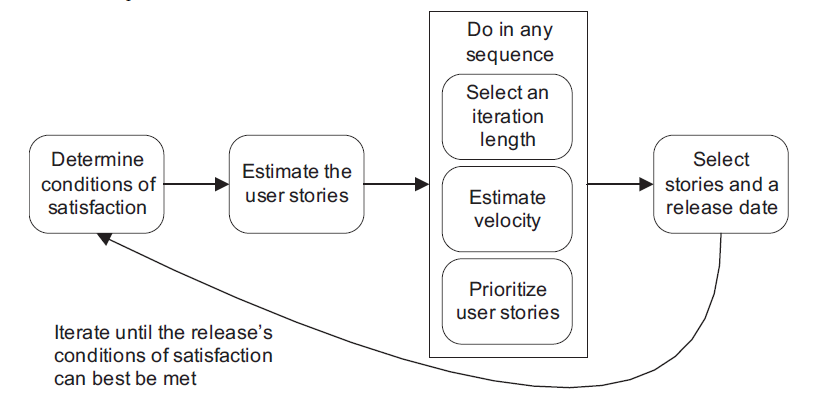 Determine
conditions of
satisfaction
Estimate the
user stories
Do in any
sequence
Select an
iteration
length
Estimate
velocity
Prioritize
user stories
Select
stories and a
release date
Iterate until the release's
conditions of satisfaction
can best be met